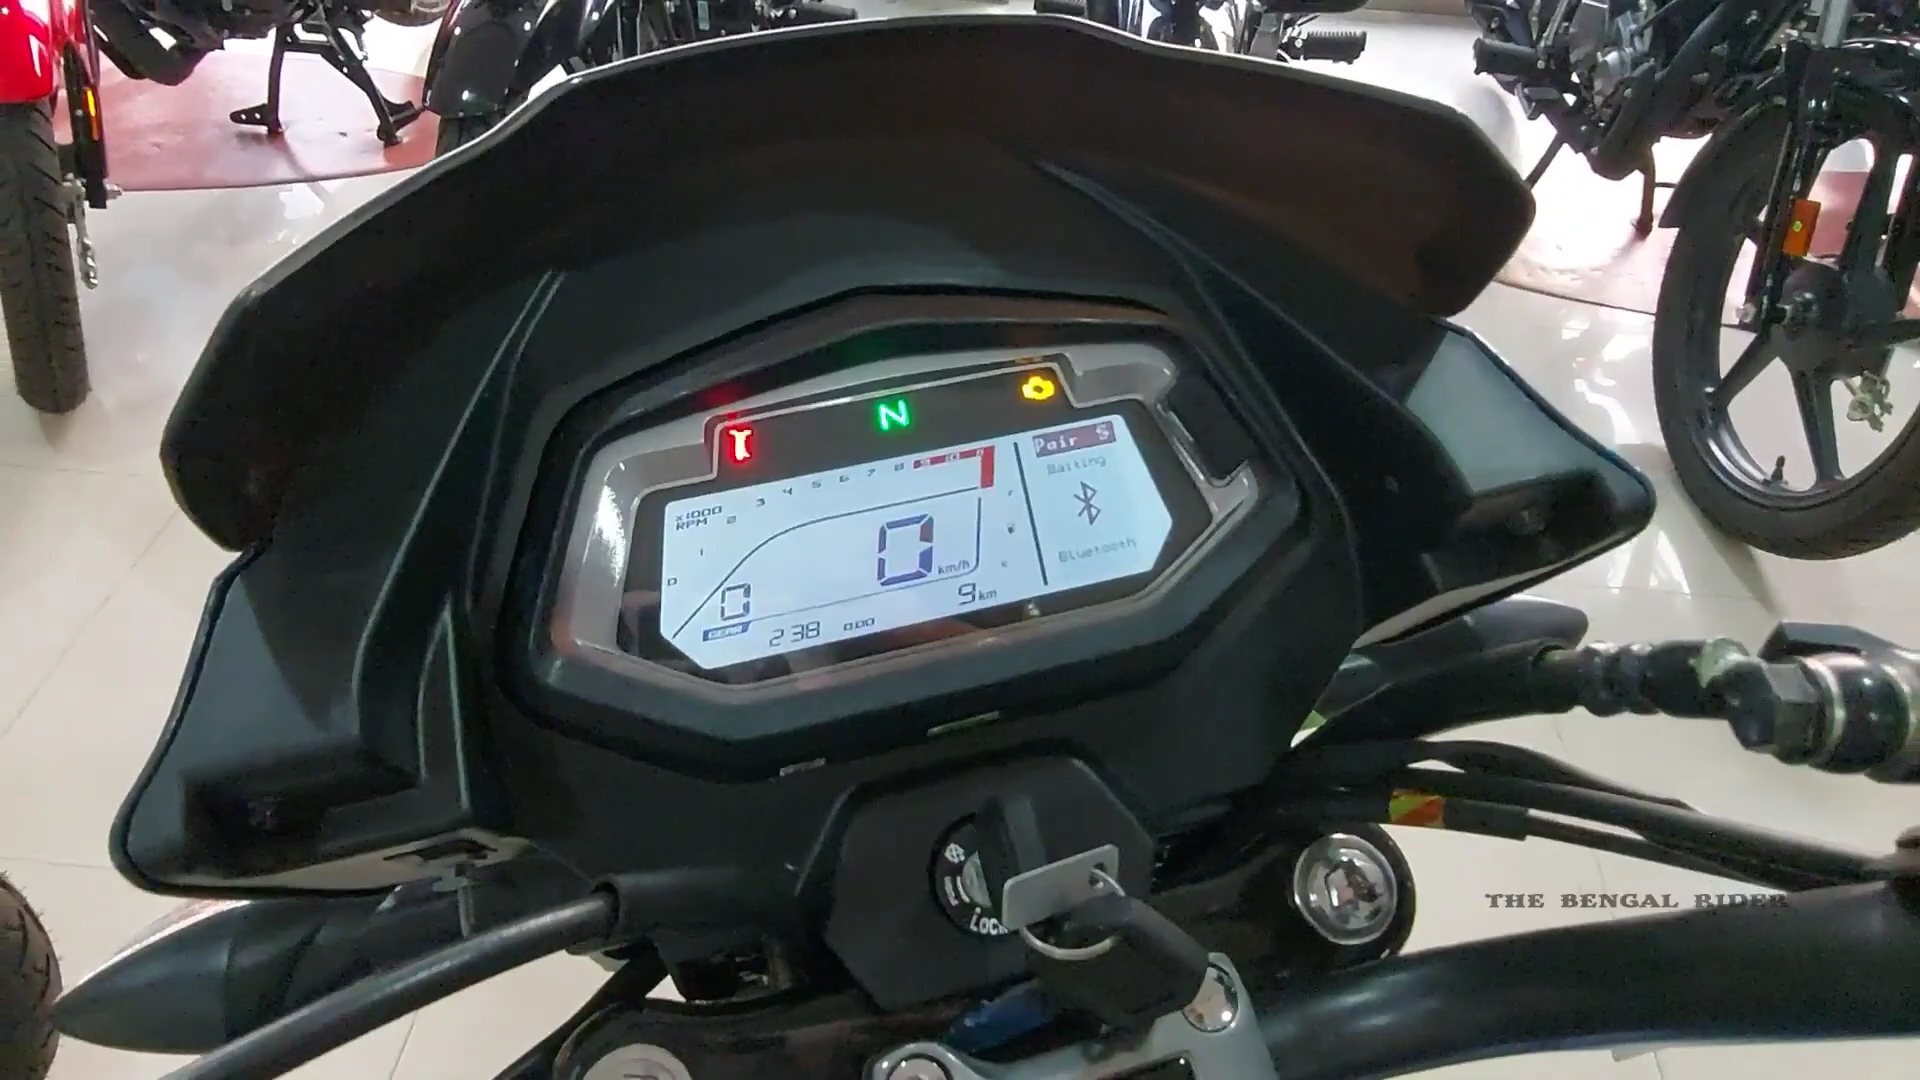 N
Pair S
Waiting
Bluetooth
x1000
RPM
0 1 2 3 4 5 6 7 8 9 10
0
km/h
0
GEAR
238
0:00
9 km
Lock
THE BENGAL RIDER